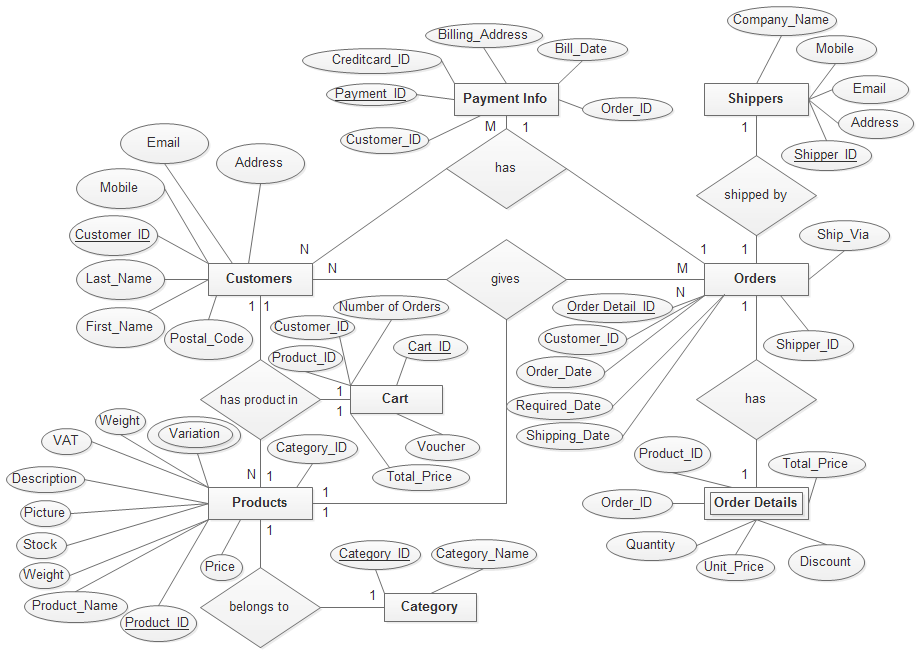 Company_Name
Billing_Address
Bill_Date
Mobile
Creditcard_ID
Email
Payment_ID
Payment Info
Shippers
Order_ID
Address
Customer_ID
M
1
1
Shipper_ID
Email
Address
has
Mobile
shipped by
Customer_ID
Ship_Via
N
1
1
N
M
Last_Name
Customers
gives
Orders
N
1
1
Number of Orders
Order Detail_ID
1
First_Name
Customer_ID
Postal_Code
Customer_ID
Shipper_ID
Product_ID
Cart_ID
Order_Date
1
has product in
Cart
has
1
Required_Date
Weight
Variation
Shipping_Date
VAT
Category_ID
Voucher
Product_ID
Total_Price
N
Total_Price
1
Description
1
Products
Order_ID
Order Details
Picture
1
1
Stock
Quantity
Category_ID
Category_Name
Price
Unit_Price
Discount
Weight
1
Product_Name
belongs to
Category
Product_ID